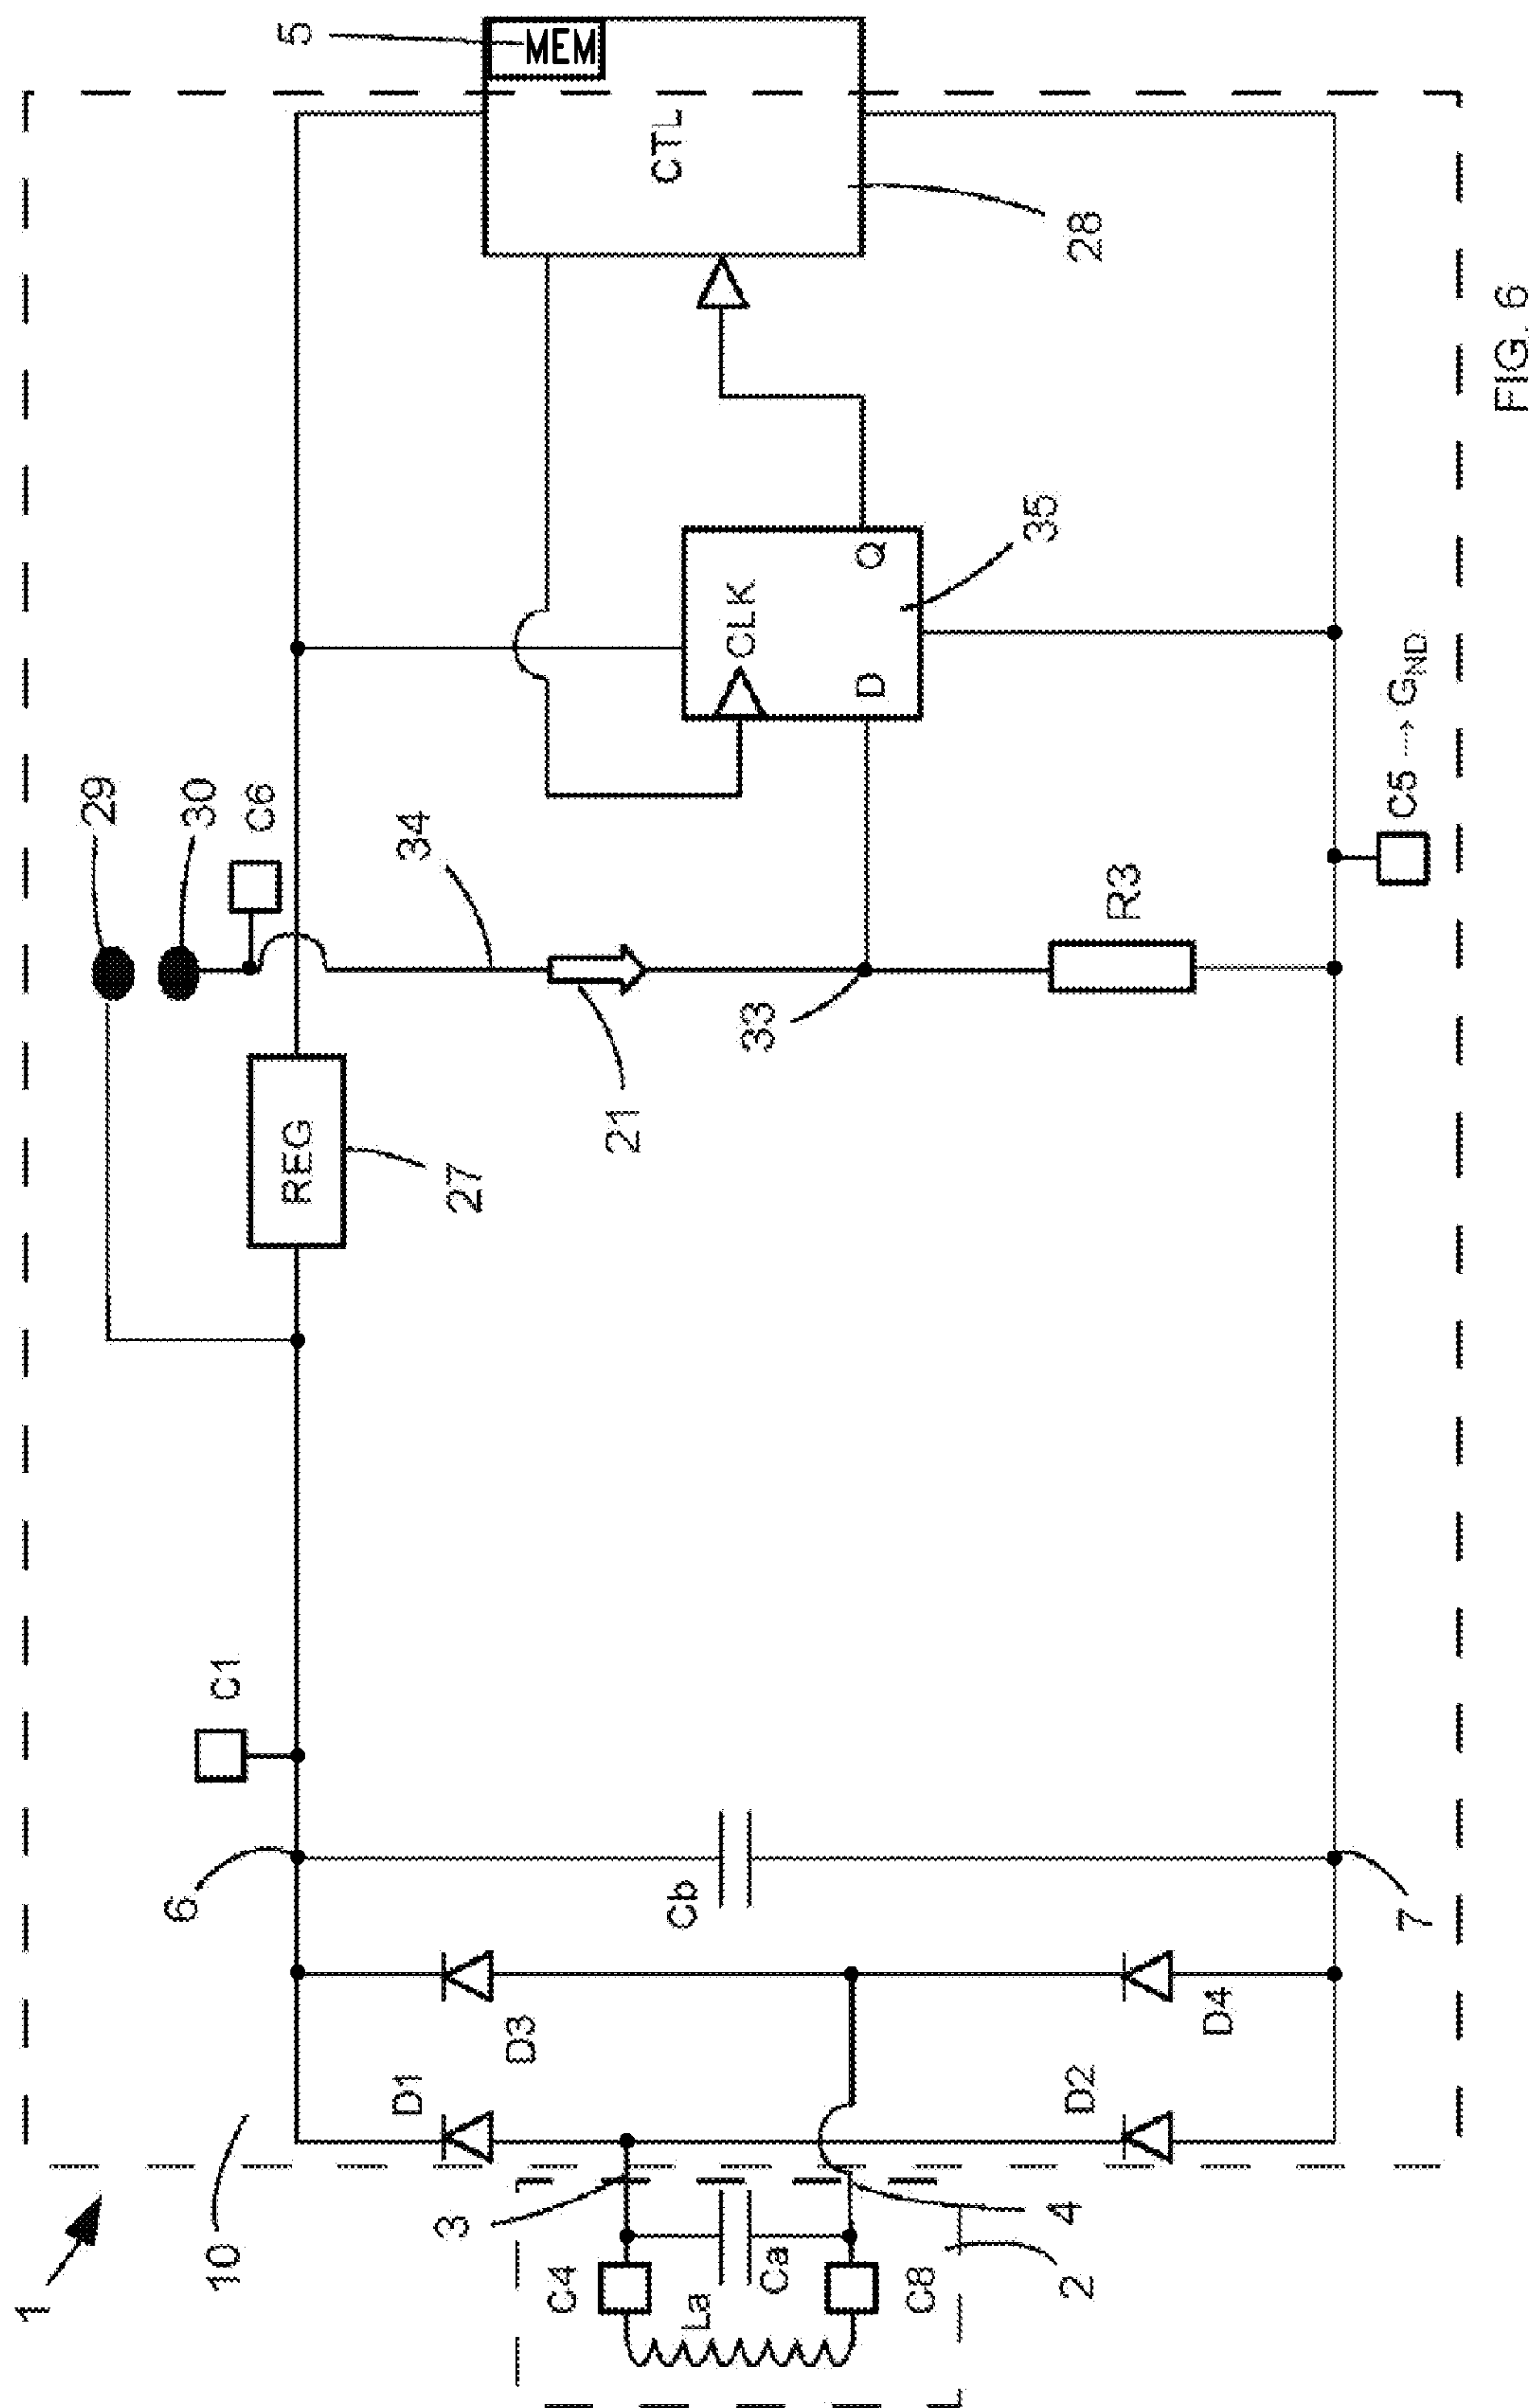 1
10
6
C1
29
30
C6
5
MEM
REG
27
34
21
33
CLK
D
Q
35
CTL
28
D1
D3
Cb
3
C4
La
Ca
C8
4
2
D2
D4
7
R3
C5 → GND
FIG. 6